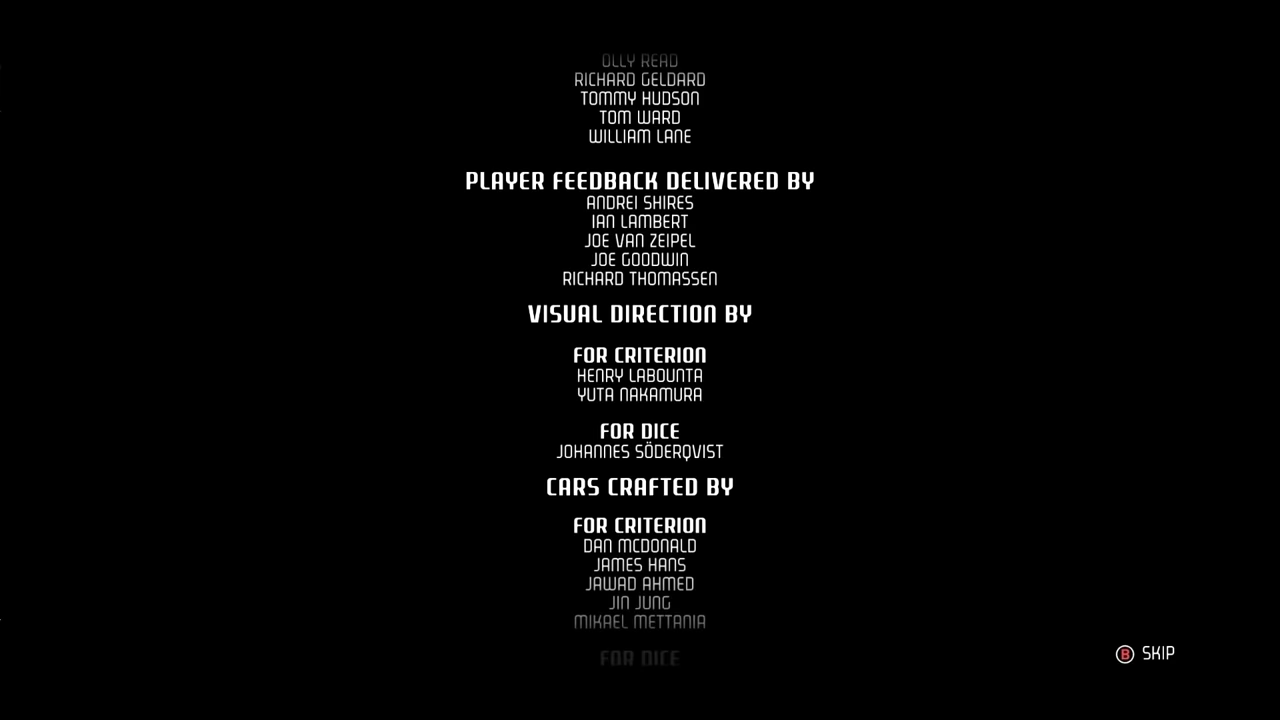 OLLY READ
RICHARD GELDARD
TOMMY HUDSON
TOM WARD
WILLIAM LANE
PLAYER FEEDBACK DELIVERED BY
ANDREI SHIRES
IAN LAMBERT
JOE VAN ZEIPEL
JOE GOODWIN
RICHARD THOMASSEN
VISUAL DIRECTION BY
FOR CRITERION
HENRY LABOUNTA
YUTA NAKAMURA
FOR DICE
JOHANNES SÖDERQVIST
CARS CRAFTED BY
FOR CRITERION
DAN MCDONALD
JAMES HANS
JAWAD AHMED
JIN JUNG
MIKAEL METTANIA
FOR DICE
B SKIP